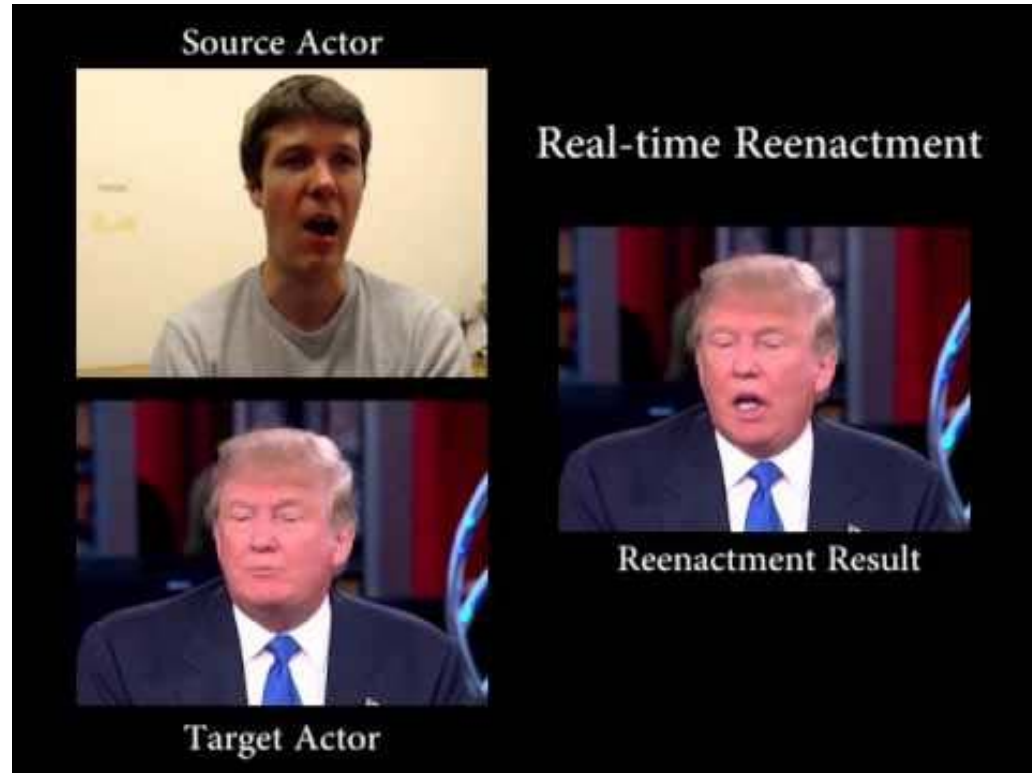 Source Actor
Real-time Reenactment
Reenactment Result
Target Actor